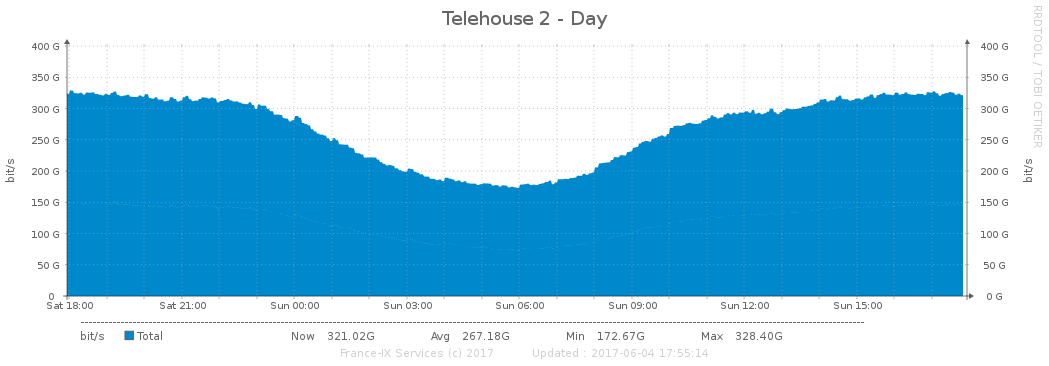 Telehouse 2 - Day
RRDTOOL / TOBI OETIKER
400 G 400 G
350 G 350 G
300 G 300 G
250 G 250 G
200 G 200 G
150 G 150 G
100 G 100 G
50 G 50 G
0 0 G
bit/s bit/s
Sat 18:00 Sat 21:00 Sun 00:00 Sun 03:00 Sun 06:00 Sun 09:00 Sun 12:00 Sun 15:00
bit/s Total Now 321.02G Avg 267.18G Min 172.67G Max 328.40G
France-IX Services (c) 2017 Updated : 2017-06-04 17:55:14